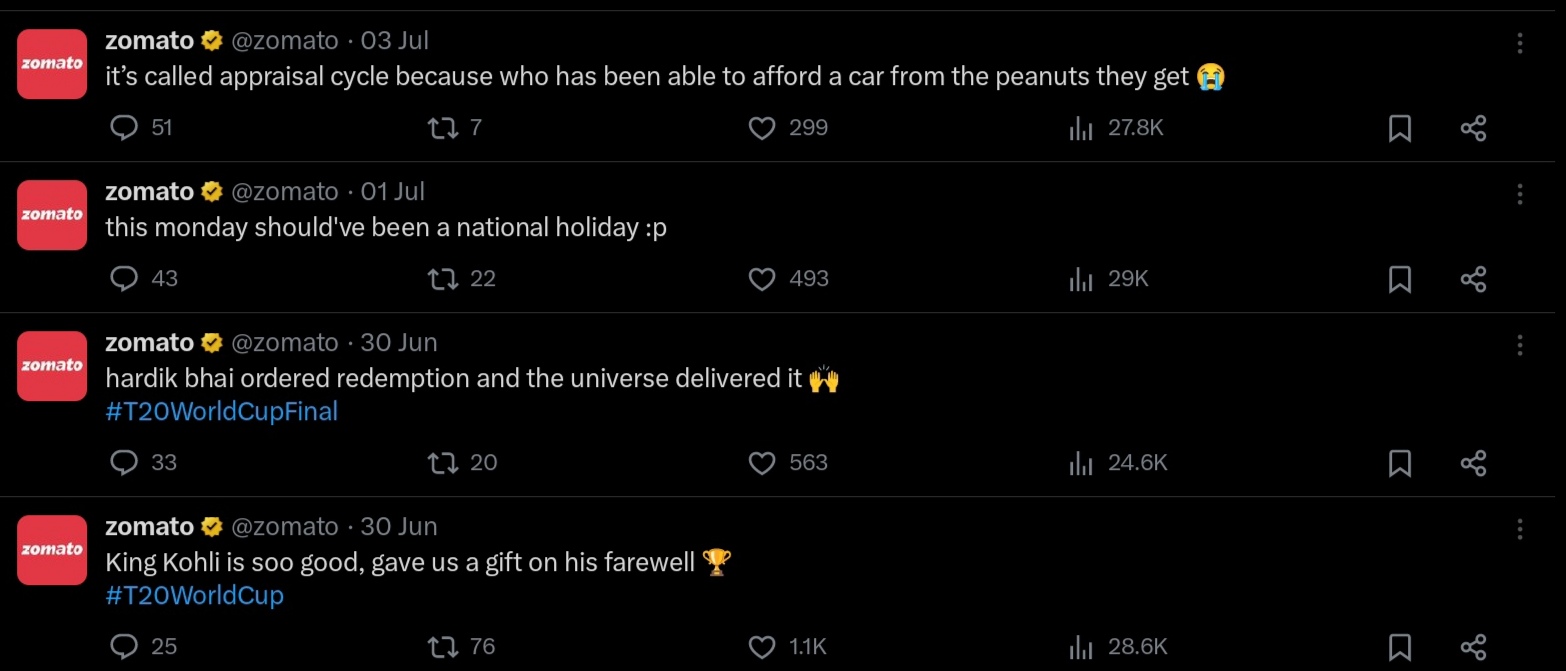 zomato @zomato · 03 Jul
zomato
it’s called appraisal cycle because who has been able to afford a car from the peanuts they get 😭
51 7 299 27.8K
zomato @zomato · 01 Jul
zomato
this monday should've been a national holiday :p
43 22 493 29K
zomato @zomato · 30 Jun
zomato
hardik bhai ordered redemption and the universe delivered it 🙌
#T20WorldCupFinal
33 20 563 24.6K
zomato @zomato · 30 Jun
zomato
King Kohli is soo good, gave us a gift on his farewell 🏆
#T20WorldCup
25 76 1.1K 28.6K